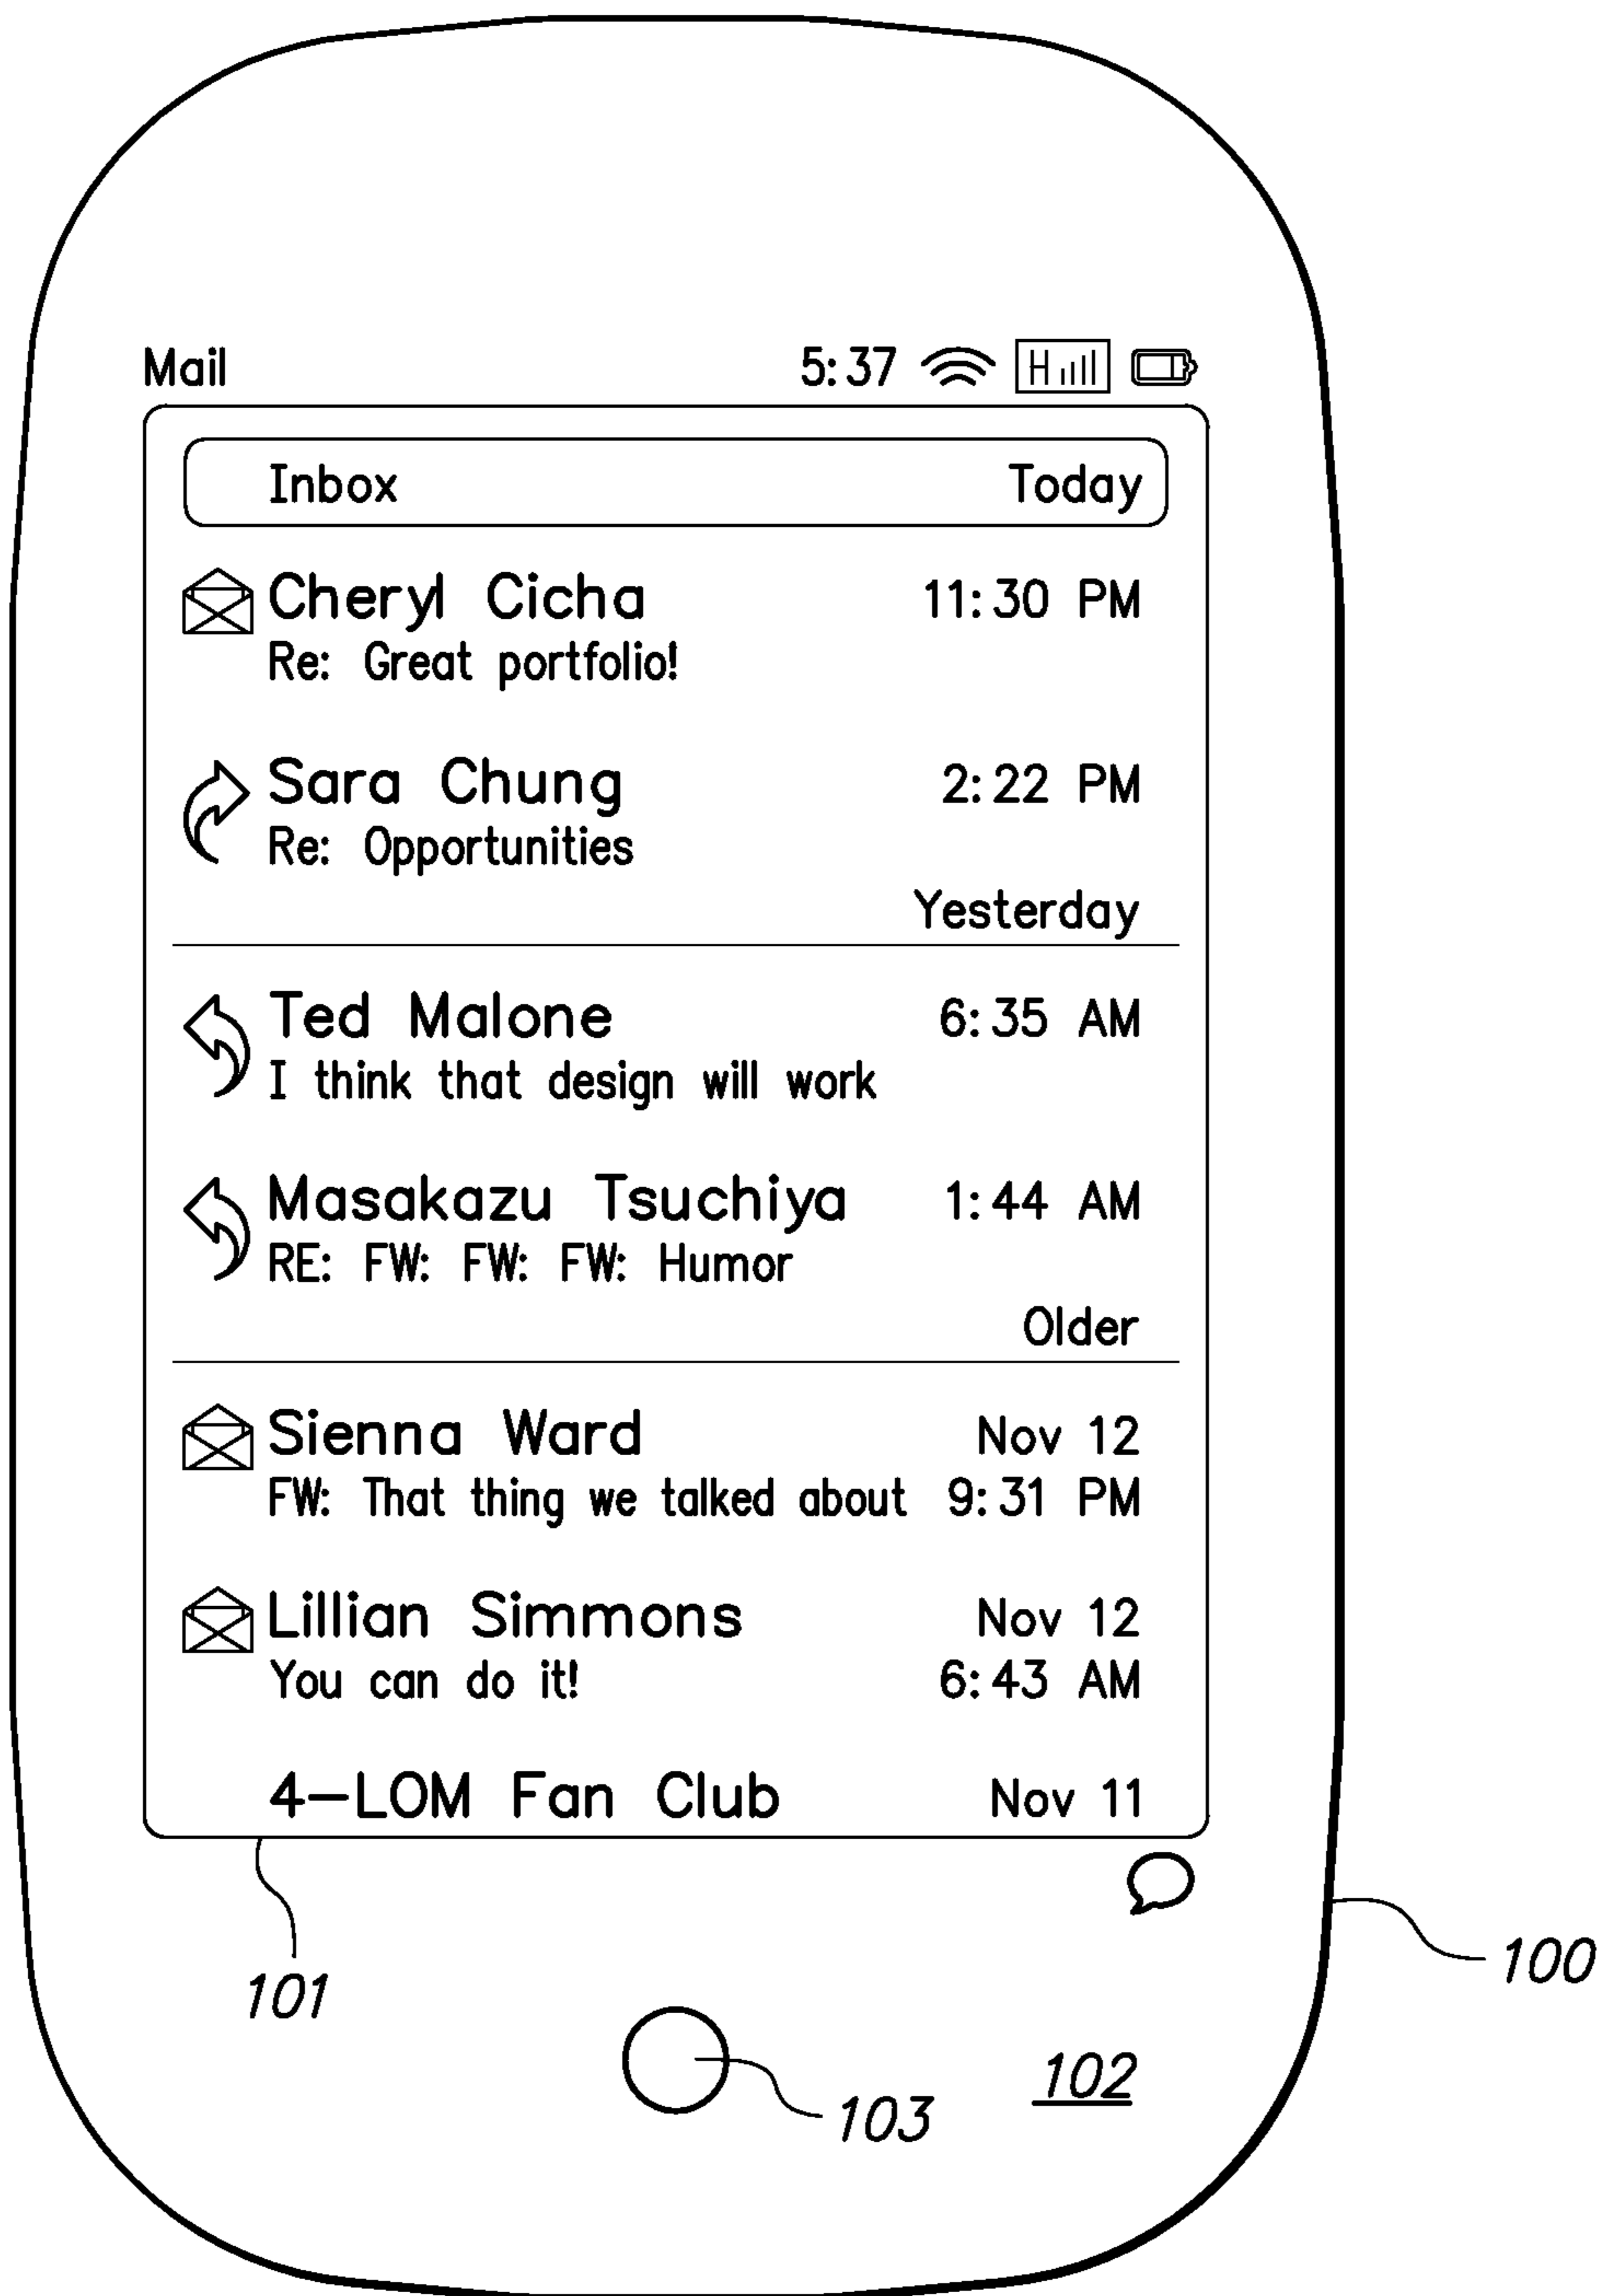 Mail 5:37 H
Inbox Today
Cheryl Cicha 11:30 PM
Re: Great portfolio!
Sara Chung 2:22 PM
Re: Opportunities
Yesterday
Ted Malone 6:35 AM
I think that design will work
Masakazu Tsuchiya 1:44 AM
RE: FW: FW: FW: Humor
Older
Sienna Ward Nov 12
FW: That thing we talked about 9:31 PM
Lillian Simmons Nov 12
You can do it! 6:43 AM
4-LOM Fan Club Nov 11
100
101
102
103